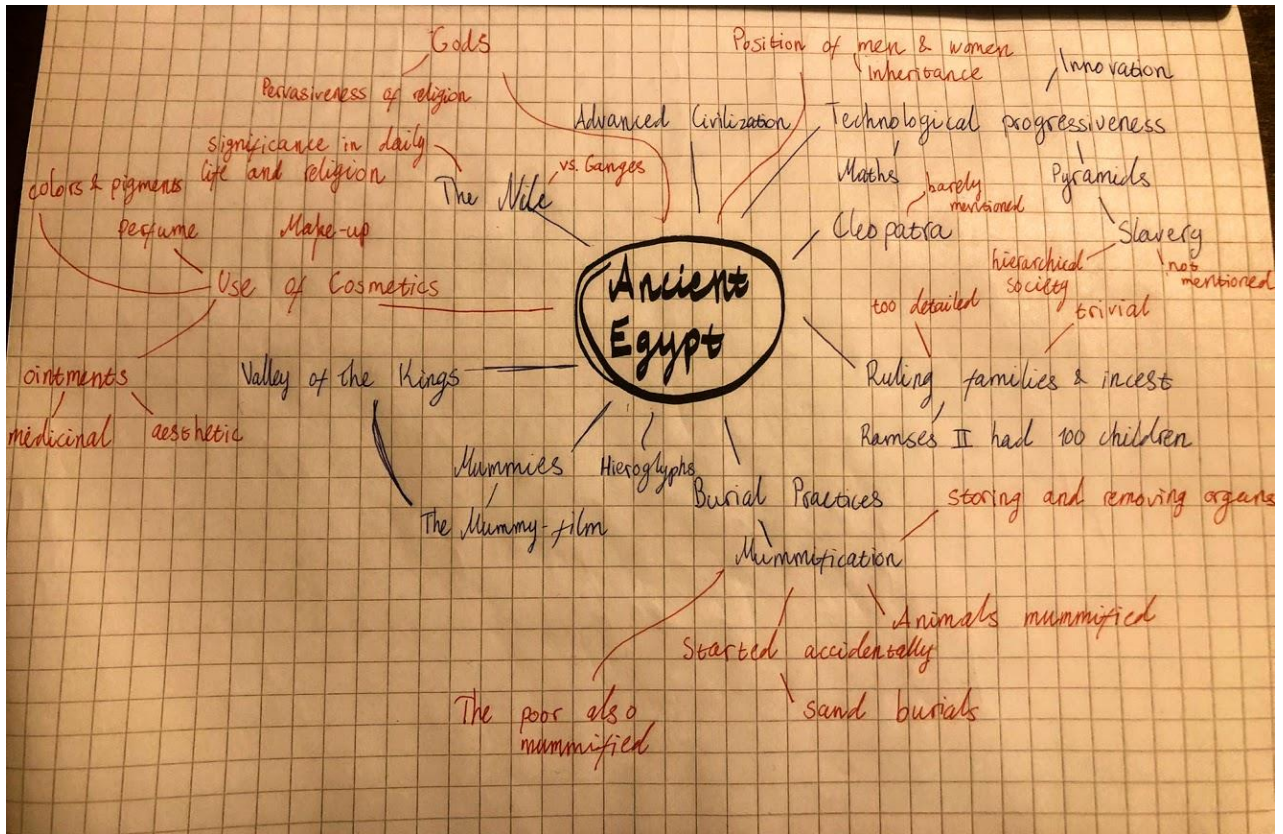 Gods
Position of men & women
inheritance
Innovation
Pervasiveness of religion
Advanced Civilization
Technological progressiveness
significance in daily
life and religion
vs. Ganges
The Nile
Maths
Pyramids
barely
mentioned
Cleopatra
Slavery
not
mentioned
hierarchical
society
colors & pigments
perfume
Make-up
Use of Cosmetics
Ancient
Egypt
too detailed
trivial
ointments
medicinal
aesthetic
Valley of the Kings
Ruling families & incest
Ramses II had 100 children
Mummies
The Mummy-film
Hieroglyphs
Burial Practices
Mummification
storing and removing organs
Animals mummified
Started accidentally
sand burials
The poor also
mummified